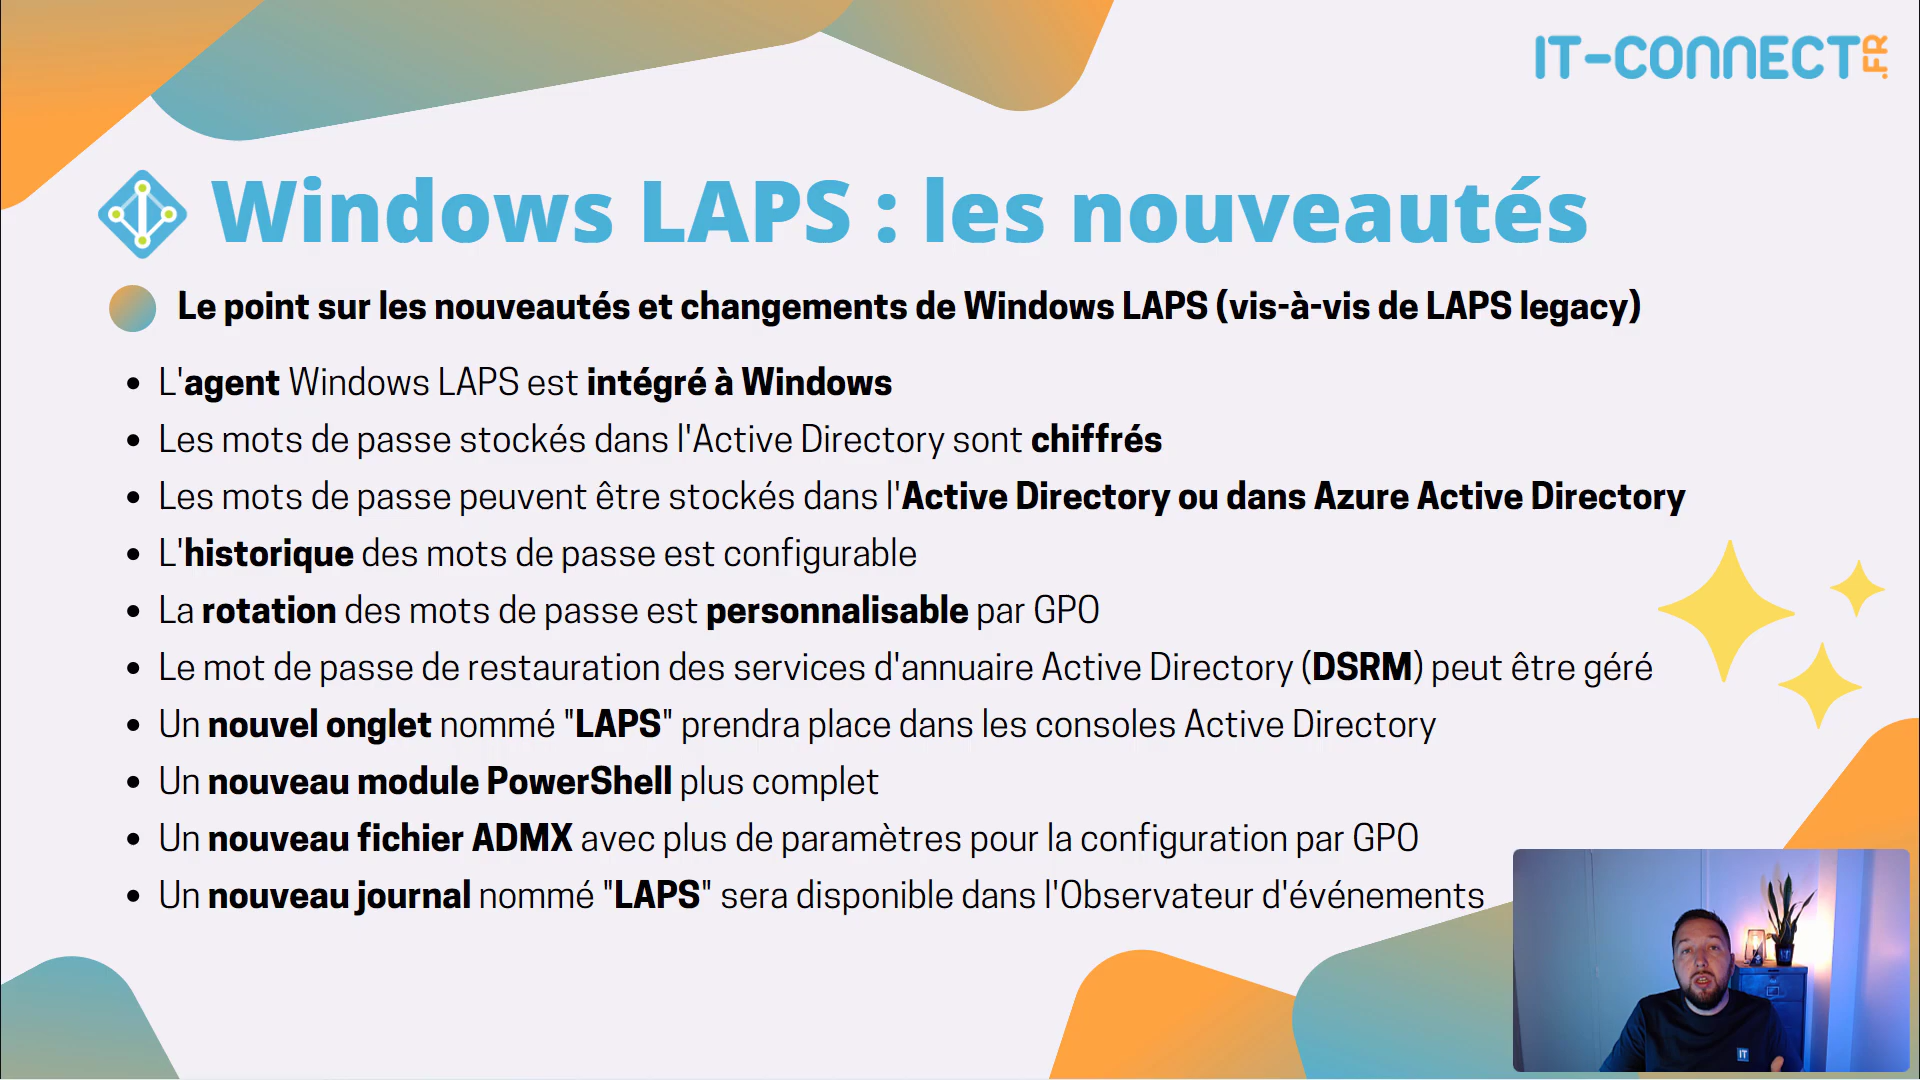 IT-CONNECT.FR
Windows LAPS : les nouveautés
Le point sur les nouveautés et changements de Windows LAPS (vis-à-vis de LAPS legacy)
• L'agent Windows LAPS est intégré à Windows
• Les mots de passe stockés dans l'Active Directory sont chiffrés
• Les mots de passe peuvent être stockés dans l'Active Directory ou dans Azure Active Directory
• L'historique des mots de passe est configurable
• La rotation des mots de passe est personnalisable par GPO
• Le mot de passe de restauration des services d'annuaire Active Directory (DSRM) peut être géré
• Un nouvel onglet nommé "LAPS" prendra place dans les consoles Active Directory
• Un nouveau module PowerShell plus complet
• Un nouveau fichier ADMX avec plus de paramètres pour la configuration par GPO
• Un nouveau journal nommé "LAPS" sera disponible dans l'Observateur d'événements
IT